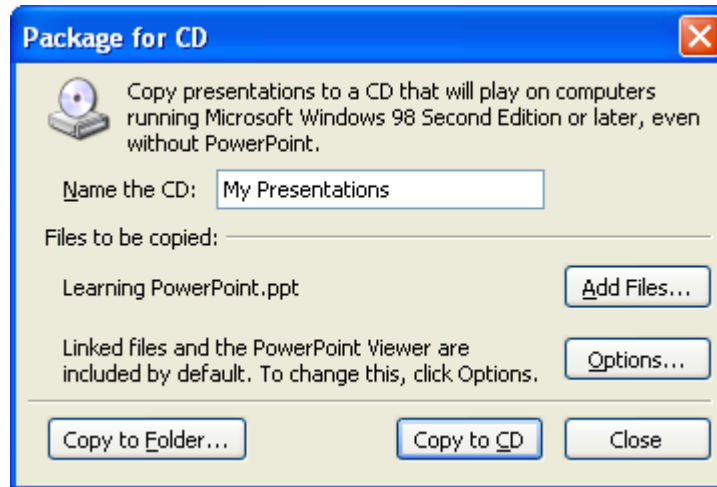 Package for CD
Copy presentations to a CD that will play on computers
running Microsoft Windows 98 Second Edition or later, even
without PowerPoint.
Name the CD: My Presentations
Files to be copied:
Learning PowerPoint.ppt
Add Files...
Linked files and the PowerPoint Viewer are
included by default. To change this, click Options.
Options...
Copy to Folder... Copy to CD Close